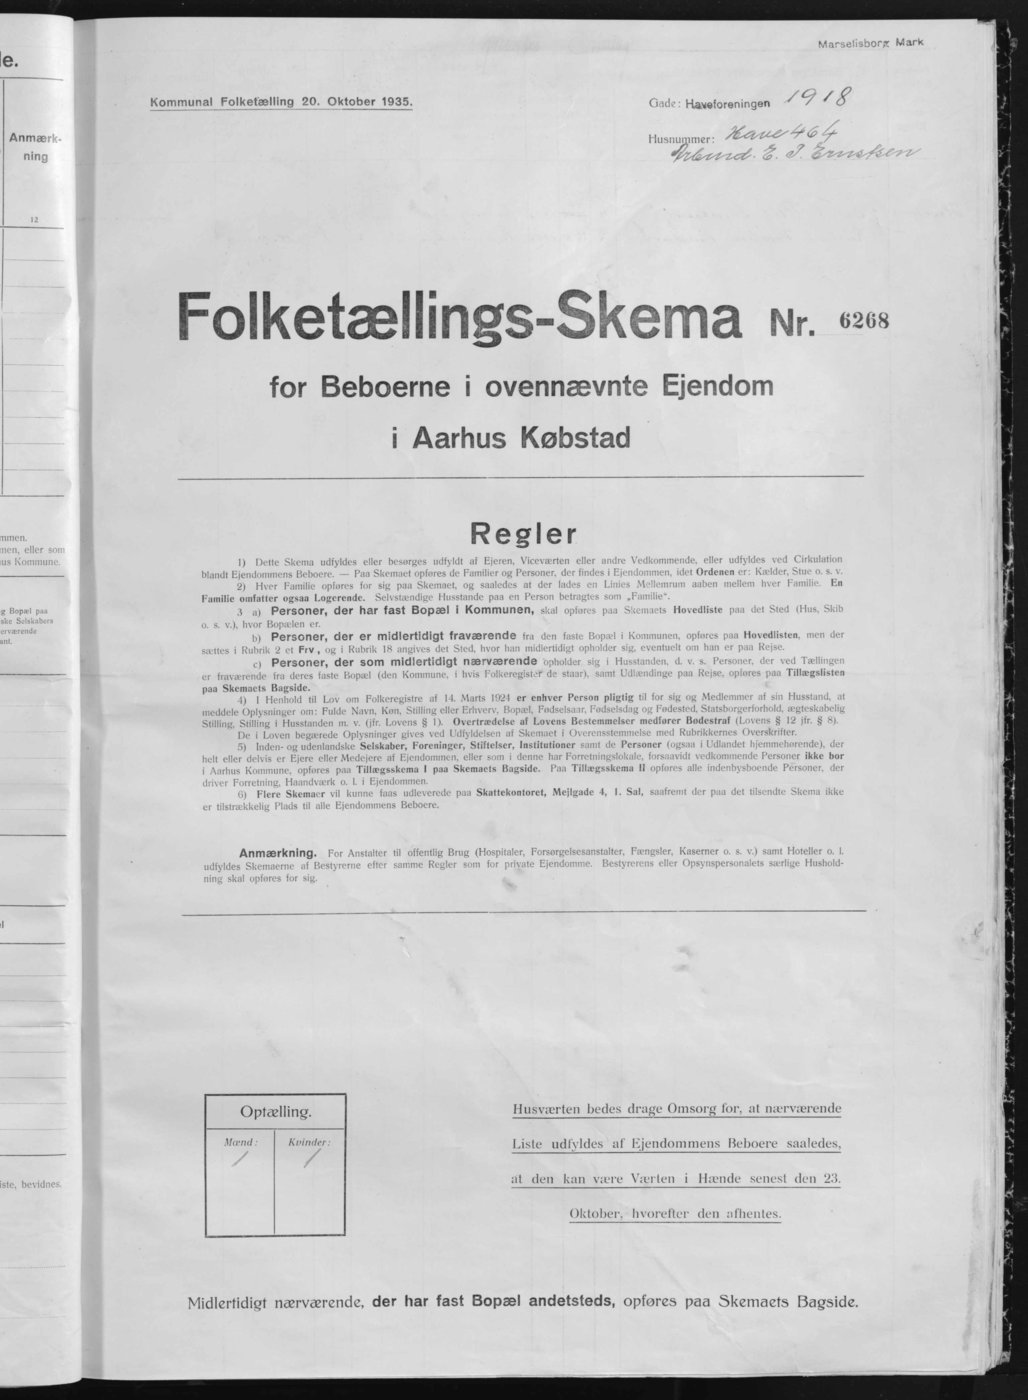 le.
Anmærk-
ning
12
mmen.
men, eller som
us Kommune.
g Bopæl paa
ske Selskabers
erværende
ant.
el
iste, bevidnes.
Marselisborg Mark
Kommunal Folketælling 20. Oktober 1935.
Gade: Haveforeningen 1918
Husnummer: Have 464
Arbmd. E. J. Ernstsen
Folketællings-Skema Nr. 6268
for Beboerne i ovennævnte Ejendom
i Aarhus Købstad
Regler
1) Dette Skema udfyldes eller besørges udfyldt af Ejeren, Viceværten eller andre Vedkommende, eller udfyldes ved Cirkulation
blandt Ejendommens Beboere. — Paa Skemaet opføres de Familier og Personer, der findes i Ejendommen, idet Ordenen er: Kælder, Stue o. s. v.
2) Hver Familie opføres for sig paa Skemaet, og saaledes at der lades en Linies Mellemrum aaben mellem hver Familie. En
Familie omfatter ogsaa Logerende. Selvstændige Husstande paa en Person betragtes som „Familie“.
3 a) Personer, der har fast Bopæl i Kommunen, skal opføres paa Skemaets Hovedliste paa det Sted (Hus, Skib
o. s. v.), hvor Bopælen er.
b) Personer, der er midlertidigt fraværende fra den faste Bopæl i Kommunen, opføres paa Hovedlisten, men der
sættes i Rubrik 2 et Frv, og i Rubrik 18 angives det Sted, hvor han midlertidigt opholder sig, eventuelt om han er paa Rejse.
c) Personer, der som midlertidigt nærværende opholder sig i Husstanden, d. v. s. Personer, der ved Tællingen
er fraværende fra deres faste Bopæl (den Kommune, i hvis Folkeregister de staar), samt Udlændinge paa Rejse, opføres paa Tillægslisten
paa Skemaets Bagside.
4) I Henhold til Lov om Folkeregistre af 14. Marts 1924 er enhver Person pligtig til for sig og Medlemmer af sin Husstand, at
meddele Oplysninger om: Fulde Navn, Køn, Stilling eller Erhverv, Bopæl, Fødselsaar, Fødselsdag og Fødested, Statsborgerforhold, ægteskabelig
Stilling, Stilling i Husstanden m. v. (jfr. Lovens § 1). Overtrædelse af Lovens Bestemmelser medfører Bødestraf (Lovens § 12 jfr. § 8).
De i Loven begærede Oplysninger gives ved Udfyldelsen af Skemaet i Overensstemmelse med Rubrikkernes Overskrifter.
5) Inden- og udenlandske Selskaber, Foreninger, Stiftelser, Institutioner samt de Personer (ogsaa i Udlandet hjemmehørende), der
helt eller delvis er Ejere eller Medejere af Ejendommen, eller som i denne har Forretningslokale, forsaavidt vedkommende Personer ikke bor
i Aarhus Kommune, opføres paa Tillægsskema I paa Skemaets Bagside. Paa Tillægsskema II opføres alle indenbysboende Personer, der
driver Forretning, Haandværk o. l. i Ejendommen.
6) Flere Skemaer vil kunne faas udleverede paa Skattekontoret, Mejlgade 4, 1. Sal, saafremt der paa det tilsendte Skema ikke
er tilstrækkelig Plads til alle Ejendommens Beboere.
Anmærkning. For Anstalter til offentlig Brug (Hospitaler, Forsørgelsesanstalter, Fængsler, Kaserner o. s. v.) samt Hoteller o. l.
udfyldes Skemaerne af Bestyrerne efter samme Regler som for private Ejendomme. Bestyrerens eller Opsynspersonalets særlige Hushold-
ning skal opføres for sig.
Optælling.
Mænd: Kvinder:
1 1
Husværten bedes drage Omsorg for, at nærværende
Liste udfyldes af Ejendommens Beboere saaledes,
at den kan være Værten i Hænde senest den 23.
Oktober, hvorefter den afhentes.
Midlertidigt nærværende, der har fast Bopæl andetsteds, opføres paa Skemaets Bagside.